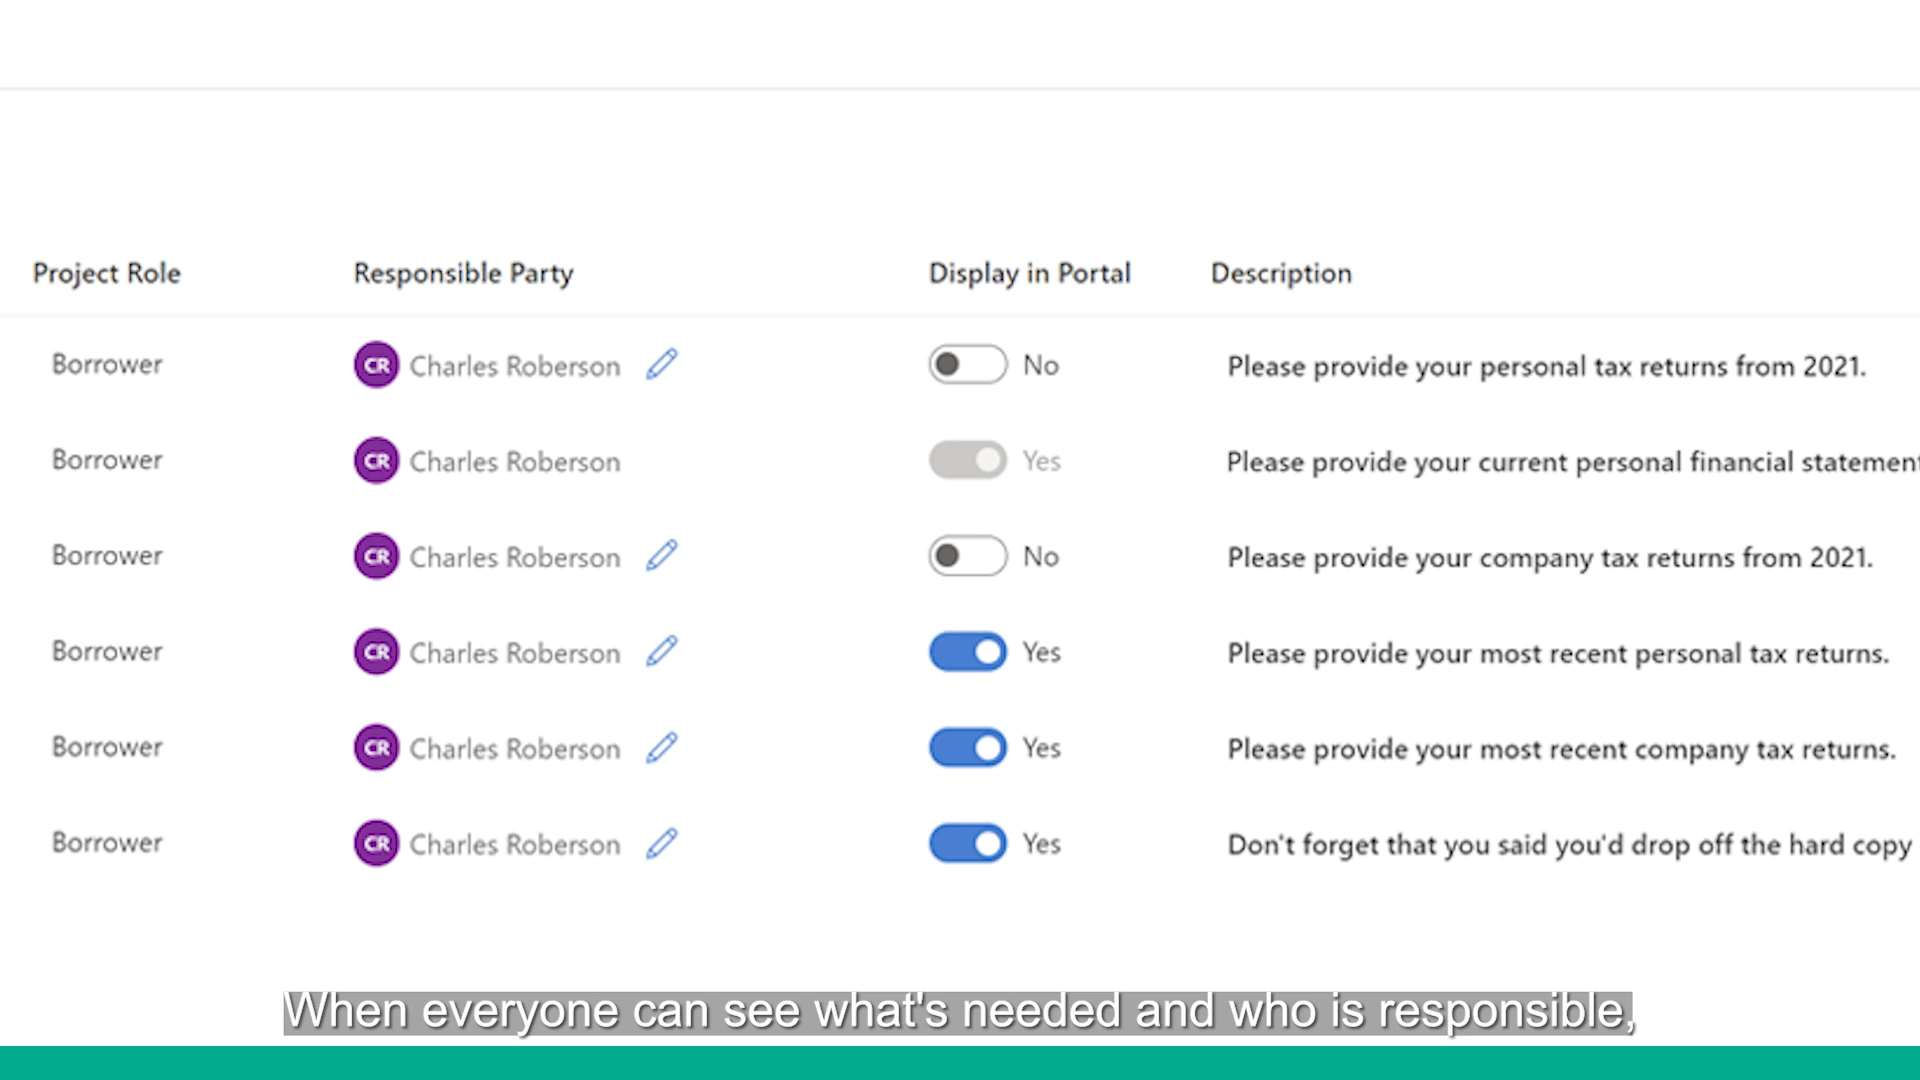 Project Role Responsible Party Display in Portal Description
Borrower CR Charles Roberson No Please provide your personal tax returns from 2021.
Borrower CR Charles Roberson Yes Please provide your current personal financial statement
Borrower CR Charles Roberson No Please provide your company tax returns from 2021.
Borrower CR Charles Roberson Yes Please provide your most recent personal tax returns.
Borrower CR Charles Roberson Yes Please provide your most recent company tax returns.
Borrower CR Charles Roberson Yes Don't forget that you said you'd drop off the hard copy
When everyone can see what's needed and who is responsible,